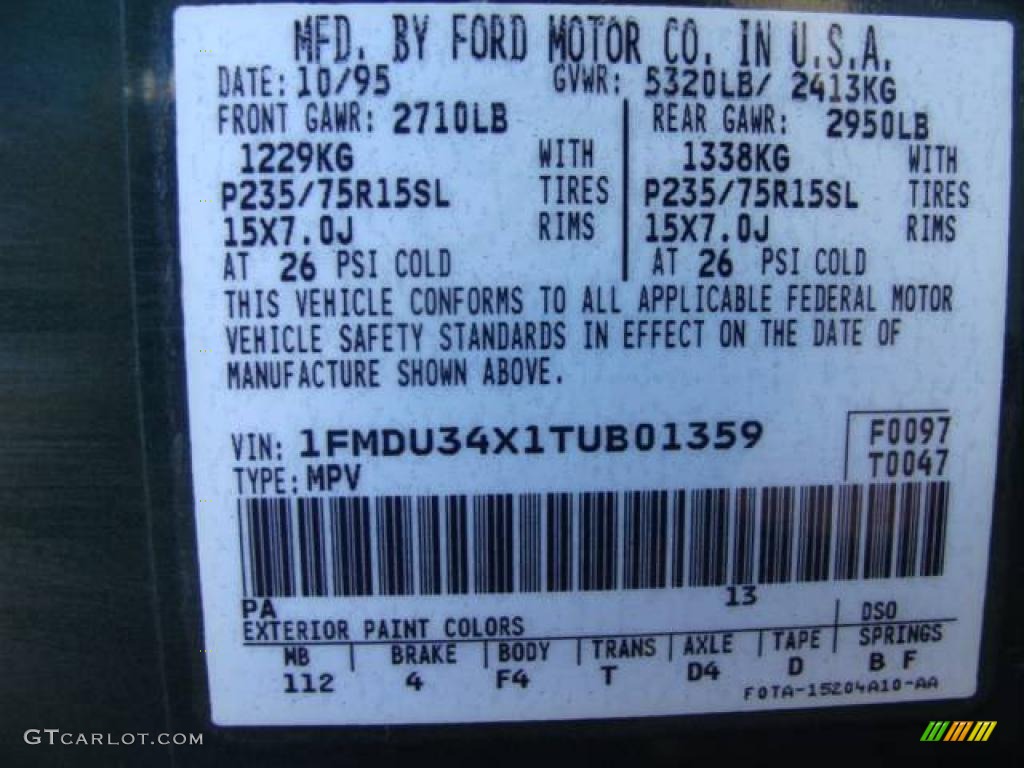 MFD. BY FORD MOTOR CO. IN U.S.A.
DATE: 10/95 GVWR: 5320LB/ 2413KG
FRONT GAWR: 2710LB REAR GAWR: 2950LB
1229KG WITH 1338KG WITH
P235/75R15SL TIRES P235/75R15SL TIRES
15X7.0J RIMS 15X7.0J RIMS
AT 26 PSI COLD AT 26 PSI COLD
THIS VEHICLE CONFORMS TO ALL APPLICABLE FEDERAL MOTOR
VEHICLE SAFETY STANDARDS IN EFFECT ON THE DATE OF
MANUFACTURE SHOWN ABOVE.
VIN: 1FMDU34X1TUB01359 F0097
TYPE: MPV T0047
PA 13
EXTERIOR PAINT COLORS DSO
WB BRAKE BODY TRANS AXLE TAPE SPRINGS
112 4 F4 T D4 D B F
F0TA-15204A10-AA
GTCARLOT.COM